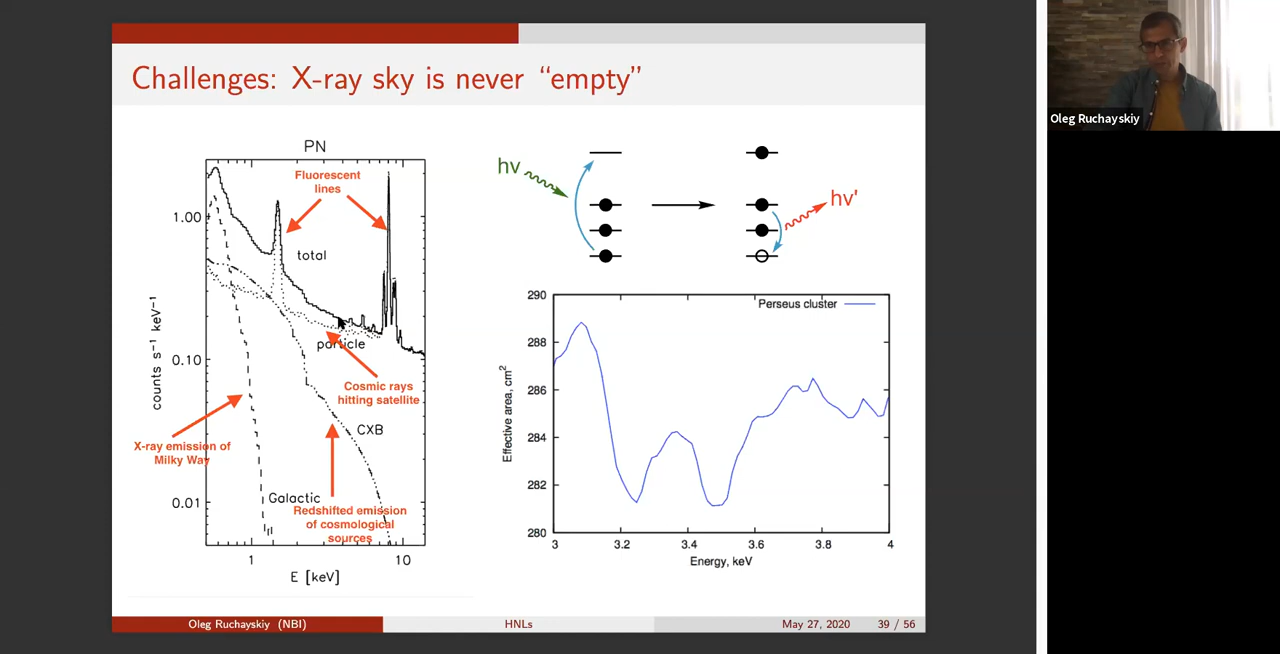 Challenges: X-ray sky is never “empty”
PN
Fluorescent
lines
1.00
total
particle
0.10
counts s⁻¹ keV⁻¹
Cosmic rays
hitting satellite
CXB
X-ray emission of
Milky Way
0.01
Galactic
Redshifted emission
of cosmological
sources
1
10
E [keV]
hν
hν'
290
Perseus cluster
288
286
284
282
280
Effective area, cm²
3
3.2
3.4
3.6
3.8
4
Energy, keV
Oleg Ruchayskiy (NBI)
HNLs
May 27, 2020
39 / 56
Oleg Ruchayskiy